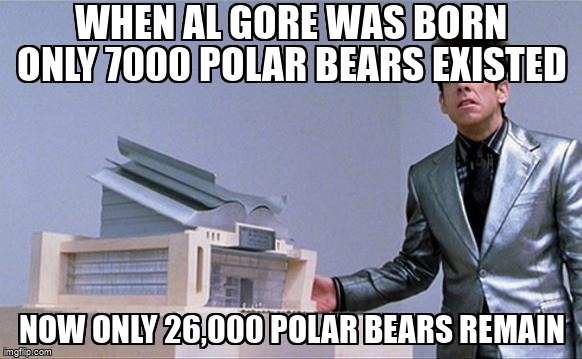 WHEN AL GORE WAS BORN
ONLY 7000 POLAR BEARS EXISTED
NOW ONLY 26,000 POLAR BEARS REMAIN
imgflip.com